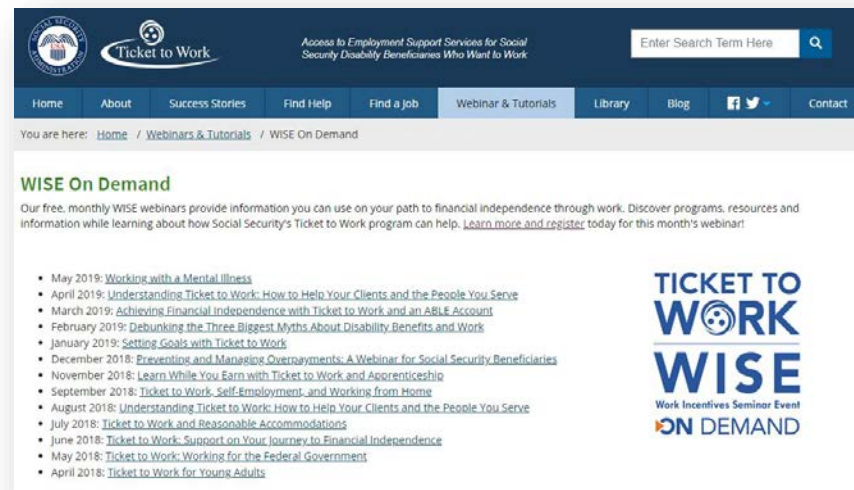 SOCIAL SECURITY ADMINISTRATION
USA
Ticket to Work
Access to Employment Support Services for Social
Security Disability Beneficiaries Who Want to Work
Enter Search Term Here
Home About Success Stories Find Help Find a Job Webinar & Tutorials Library Blog Contact
You are here: Home / Webinars & Tutorials / WISE On Demand
WISE On Demand
Our free, monthly WISE webinars provide information you can use on your path to financial independence through work. Discover programs, resources and
information while learning about how Social Security's Ticket to Work program can help. Learn more and register today for this month's webinar!
• May 2019: Working with a Mental Illness
• April 2019: Understanding Ticket to Work: How to Help Your Clients and the People You Serve
• March 2019: Achieving Financial Independence with Ticket to Work and an ABLE Account
• February 2019: Debunking the Three Biggest Myths About Disability Benefits and Work
• January 2019: Setting Goals with Ticket to Work
• December 2018: Preventing and Managing Overpayments: A Webinar for Social Security Beneficiaries
• November 2018: Learn While You Earn with Ticket to Work and Apprenticeship
• September 2018: Ticket to Work, Self-Employment, and Working from Home
• August 2018: Understanding Ticket to Work: How to Help Your Clients and the People You Serve
• July 2018: Ticket to Work and Reasonable Accommodations
• June 2018: Ticket to Work: Support on Your Journey to Financial Independence
• May 2018: Ticket to Work: Working for the Federal Government
• April 2018: Ticket to Work for Young Adults
TICKET TO
WORK
WISE
Work Incentives Seminar Event
ON DEMAND